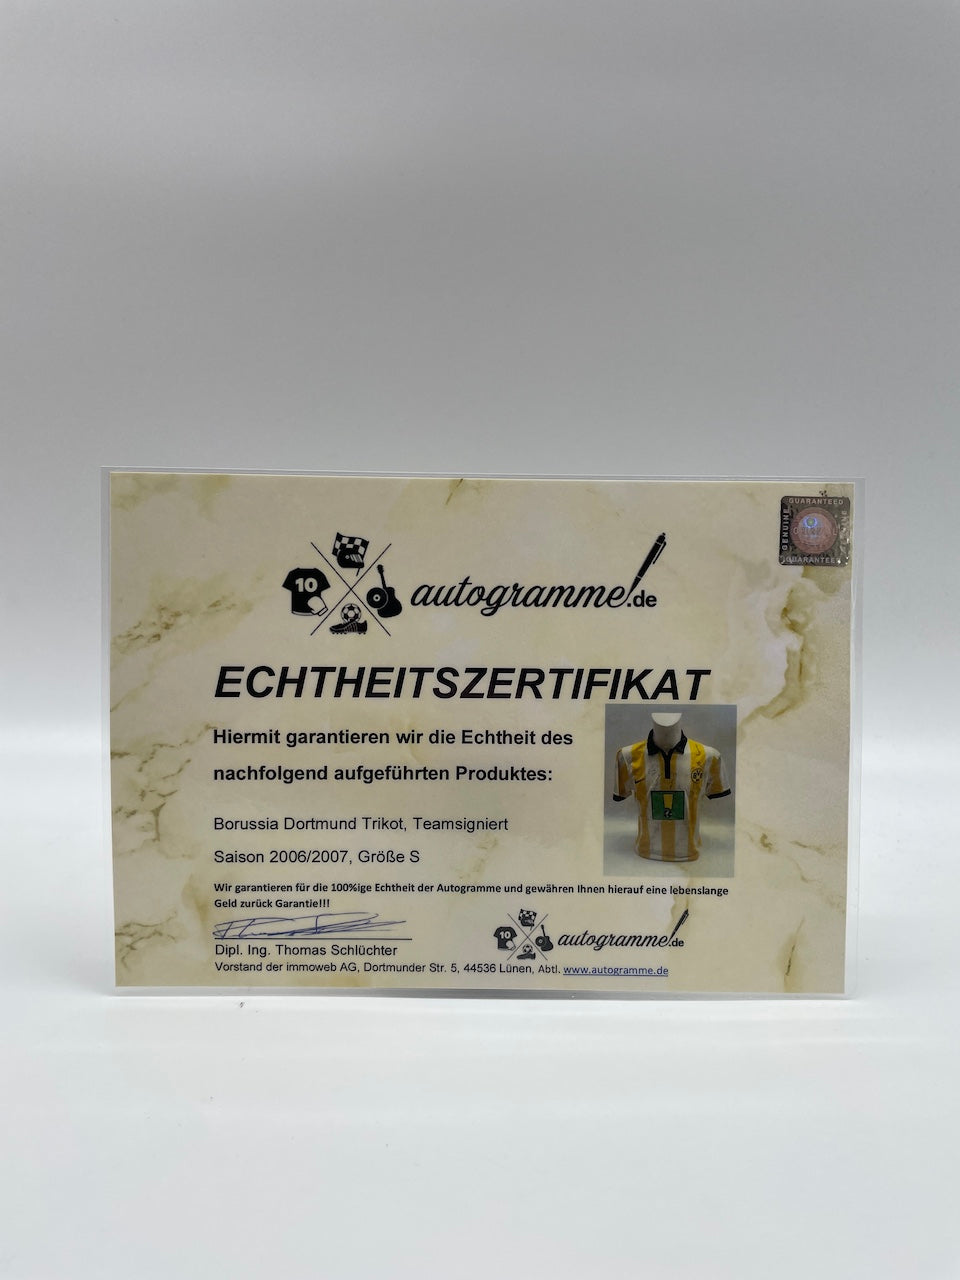 GUARANTEED
GENUINE
GUARANTEED
10
autogramme.de
ECHTHEITSZERTIFIKAT
Hiermit garantieren wir die Echtheit des
nachfolgend aufgeführten Produktes:
Borussia Dortmund Trikot, Teamsigniert
Saison 2006/2007, Größe S
Wir garantieren für die 100%ige Echtheit der Autogramme und gewähren Ihnen hierauf eine lebenslange
Geld zurück Garantie!!!
10
autogramme.de
Dipl. Ing. Thomas Schlüchter
Vorstand der immoweb AG, Dortmunder Str. 5, 44536 Lünen, Abtl. www.autogramme.de